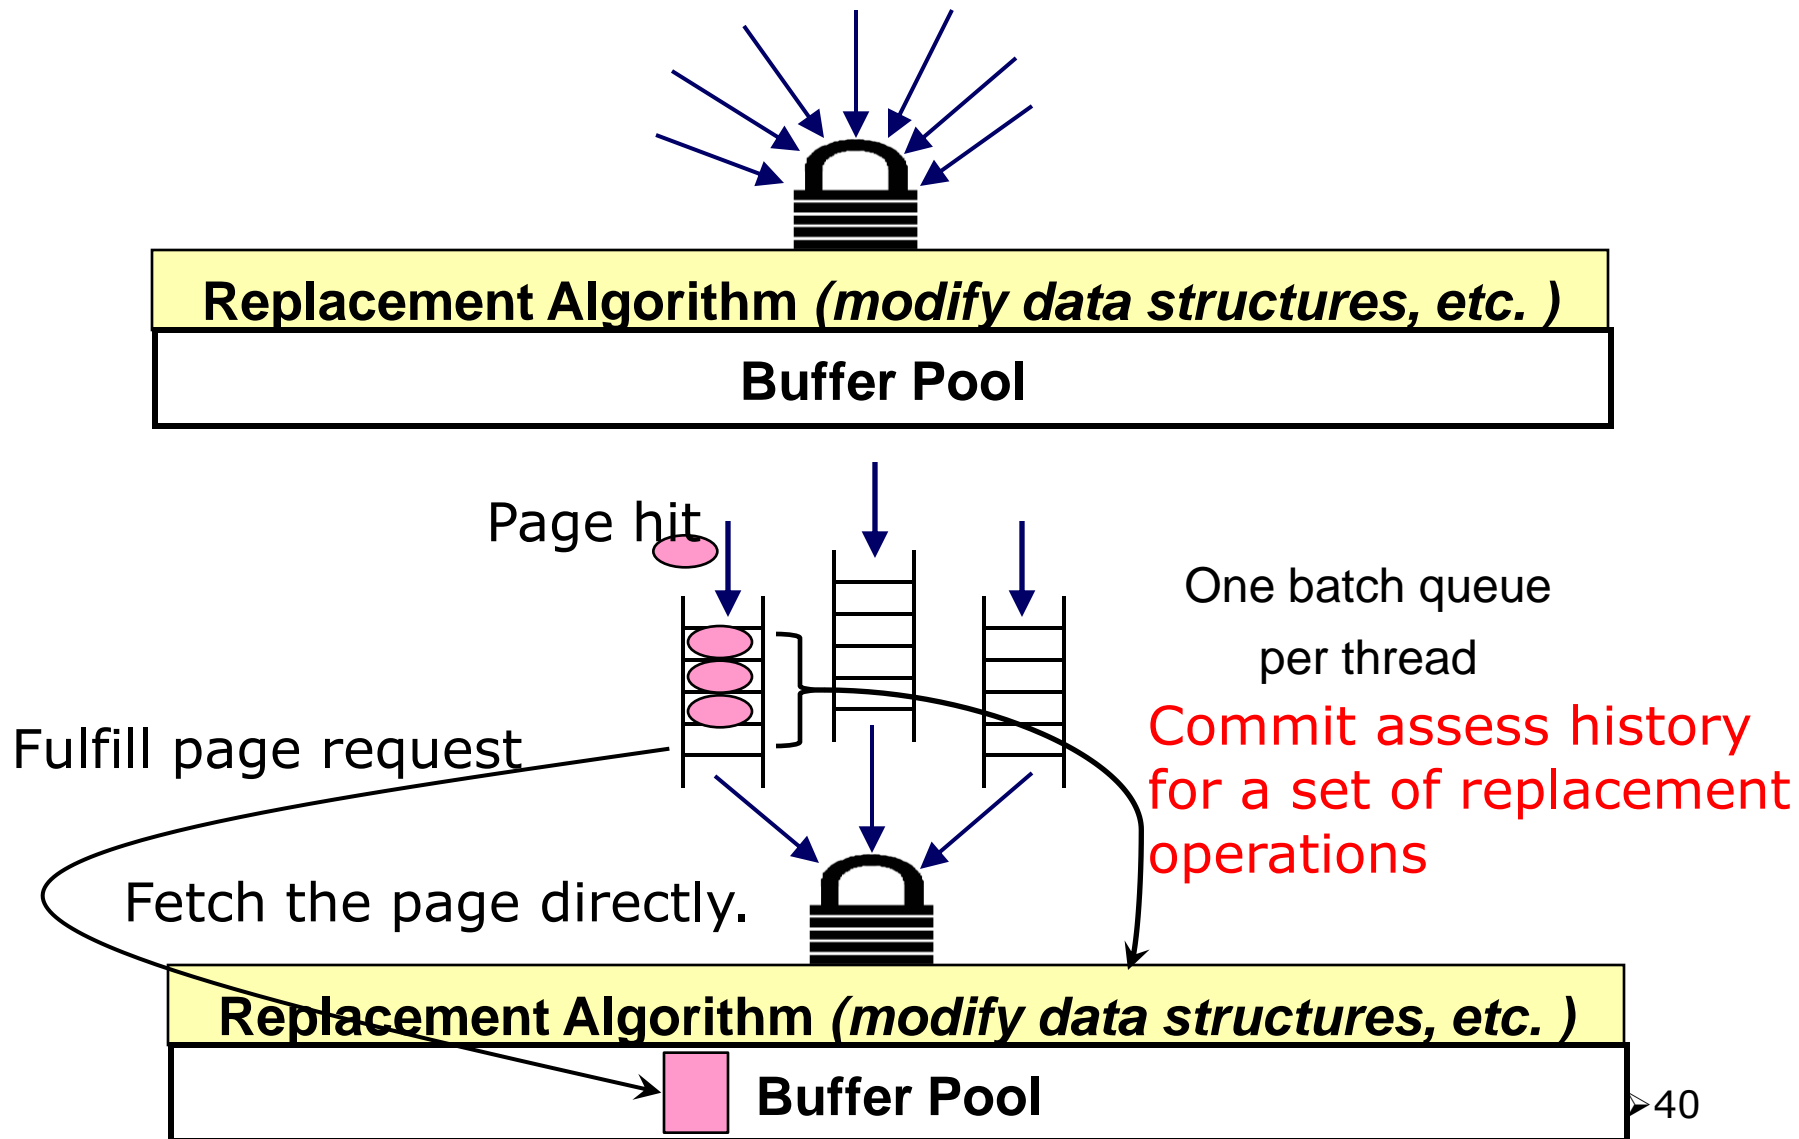 Replacement Algorithm (modify data structures, etc. )
Buffer Pool
Page hit
One batch queue
per thread
Commit assess history
for a set of replacement
operations
Fulfill page request
Fetch the page directly.
Replacement Algorithm (modify data structures, etc. )
Buffer Pool
➢40